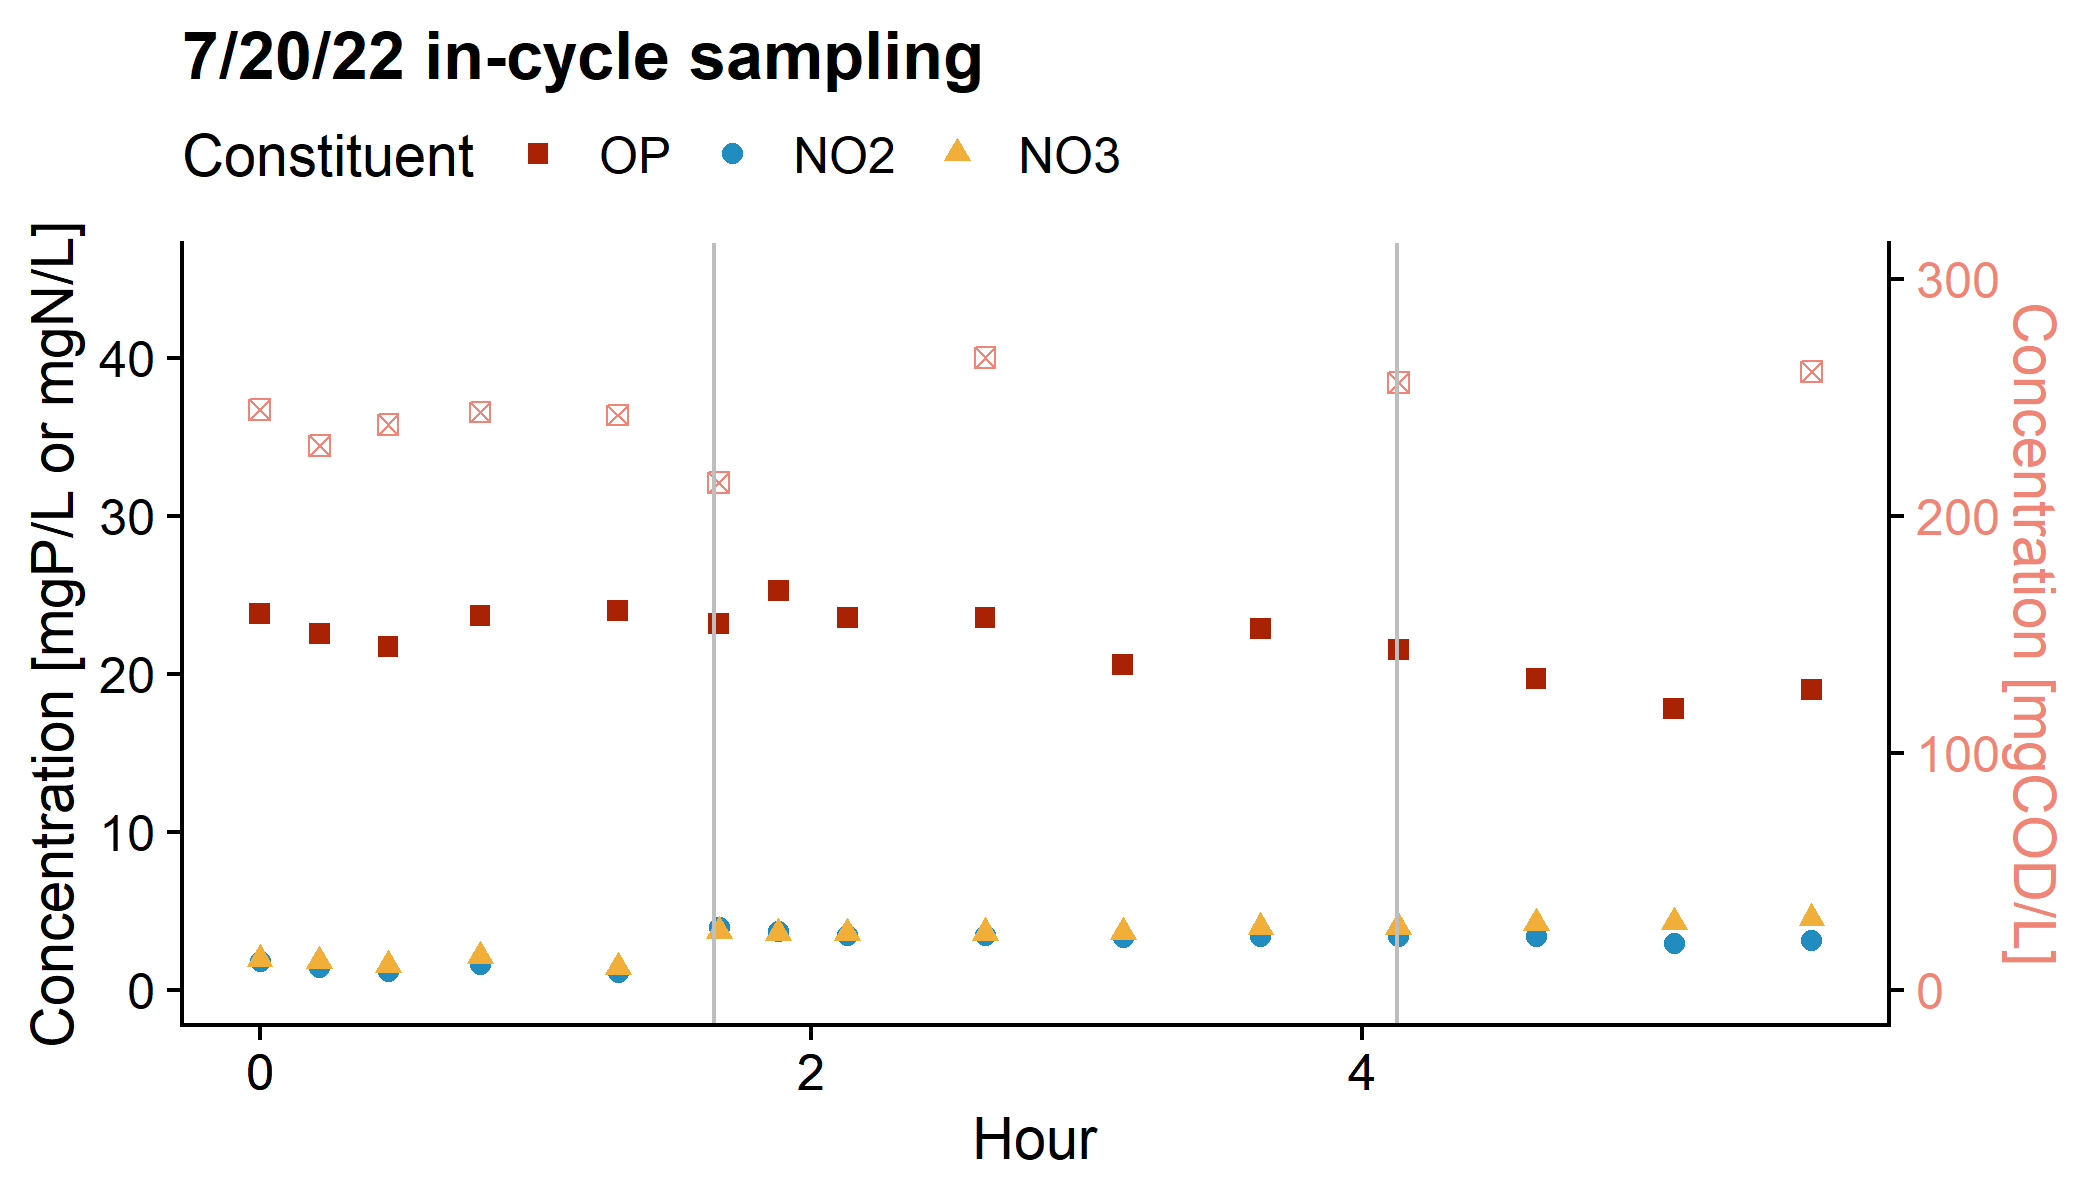 7/20/22 in-cycle sampling
Constituent OP NO2 NO3
Concentration [mgP/L or mgN/L]
40
30
20
10
0
300
200
100
0
Concentration [mgCOD/L]
0 2 4
Hour